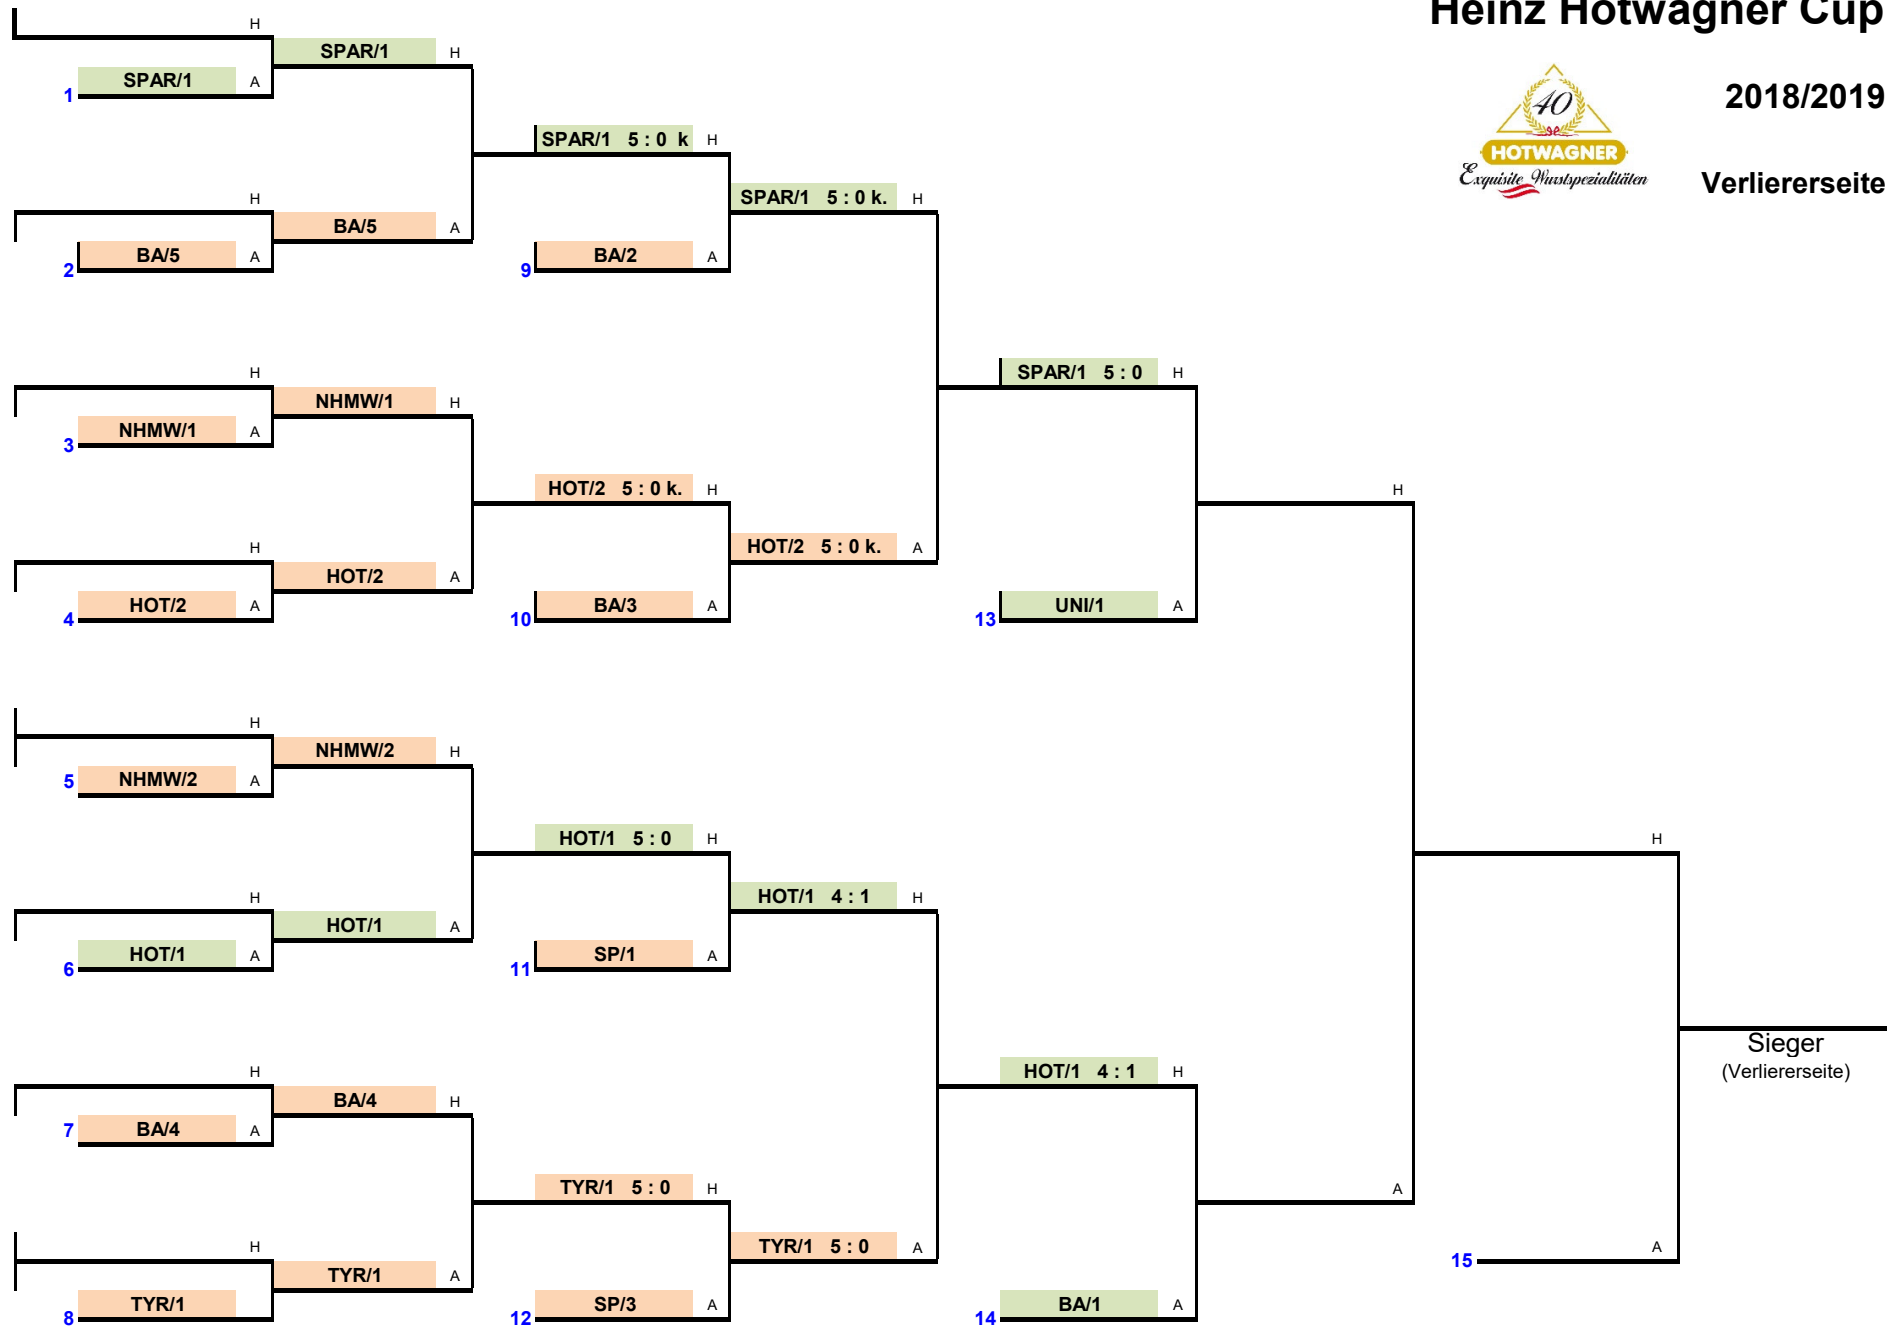 Heinz Hotwagner Cup
H
SPAR/1 H
1 SPAR/1 A
40
2018/2019
SPAR/1 5 : 0 k H
HOTWAGNER
Exquisite Wurstspezialitäten
Verliererseite
H
SPAR/1 5 : 0 k. H
BA/5 A
2 BA/5 A
9 BA/2 A
H
SPAR/1 5 : 0 H
NHMW/1 H
3 NHMW/1 A
HOT/2 5 : 0 k. H
H
H
HOT/2 5 : 0 k. A
HOT/2 A
4 HOT/2 A
10 BA/3 A
13 UNI/1 A
H
NHMW/2 H
5 NHMW/2 A
HOT/1 5 : 0 H
H
H
HOT/1 4 : 1 H
HOT/1 A
6 HOT/1 A
11 SP/1 A
Sieger
(Verliererseite)
H
HOT/1 4 : 1 H
BA/4 H
7 BA/4 A
TYR/1 5 : 0 H
A
H
TYR/1 5 : 0 A
A
15
TYR/1 A
8 TYR/1
12 SP/3 A
14 BA/1 A